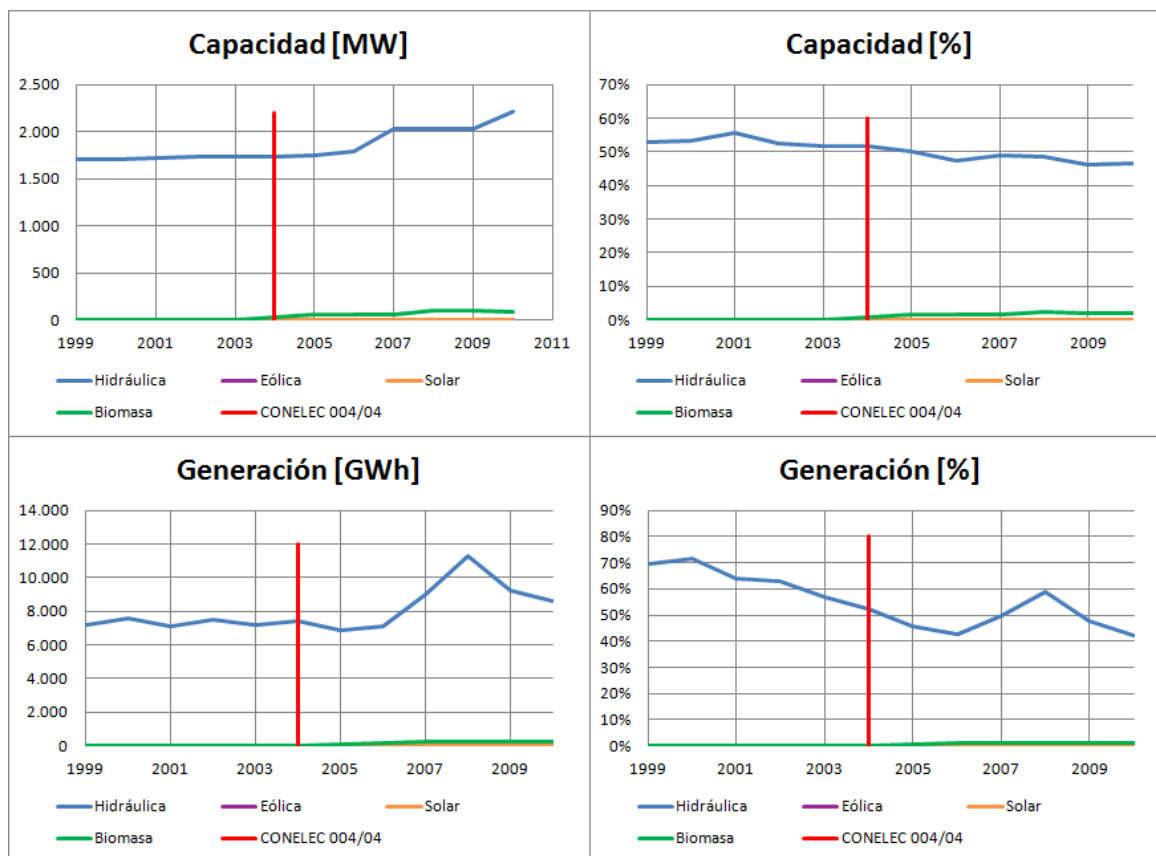 Capacidad [MW]
2.500
2.000
1.500
1.000
500
0
1999 2001 2003 2005 2007 2009 2011
Hidráulica Eólica Solar
Biomasa CONELEC 004/04
Capacidad [%]
70%
60%
50%
40%
30%
20%
10%
0%
1999 2001 2003 2005 2007 2009
Hidráulica Eólica Solar
Biomasa CONELEC 004/04
Generación [GWh]
14.000
12.000
10.000
8.000
6.000
4.000
2.000
0
1999 2001 2003 2005 2007 2009
Hidráulica Eólica Solar
Biomasa CONELEC 004/04
Generación [%]
90%
80%
70%
60%
50%
40%
30%
20%
10%
0%
1999 2001 2003 2005 2007 2009
Hidráulica Eólica Solar
Biomasa CONELEC 004/04